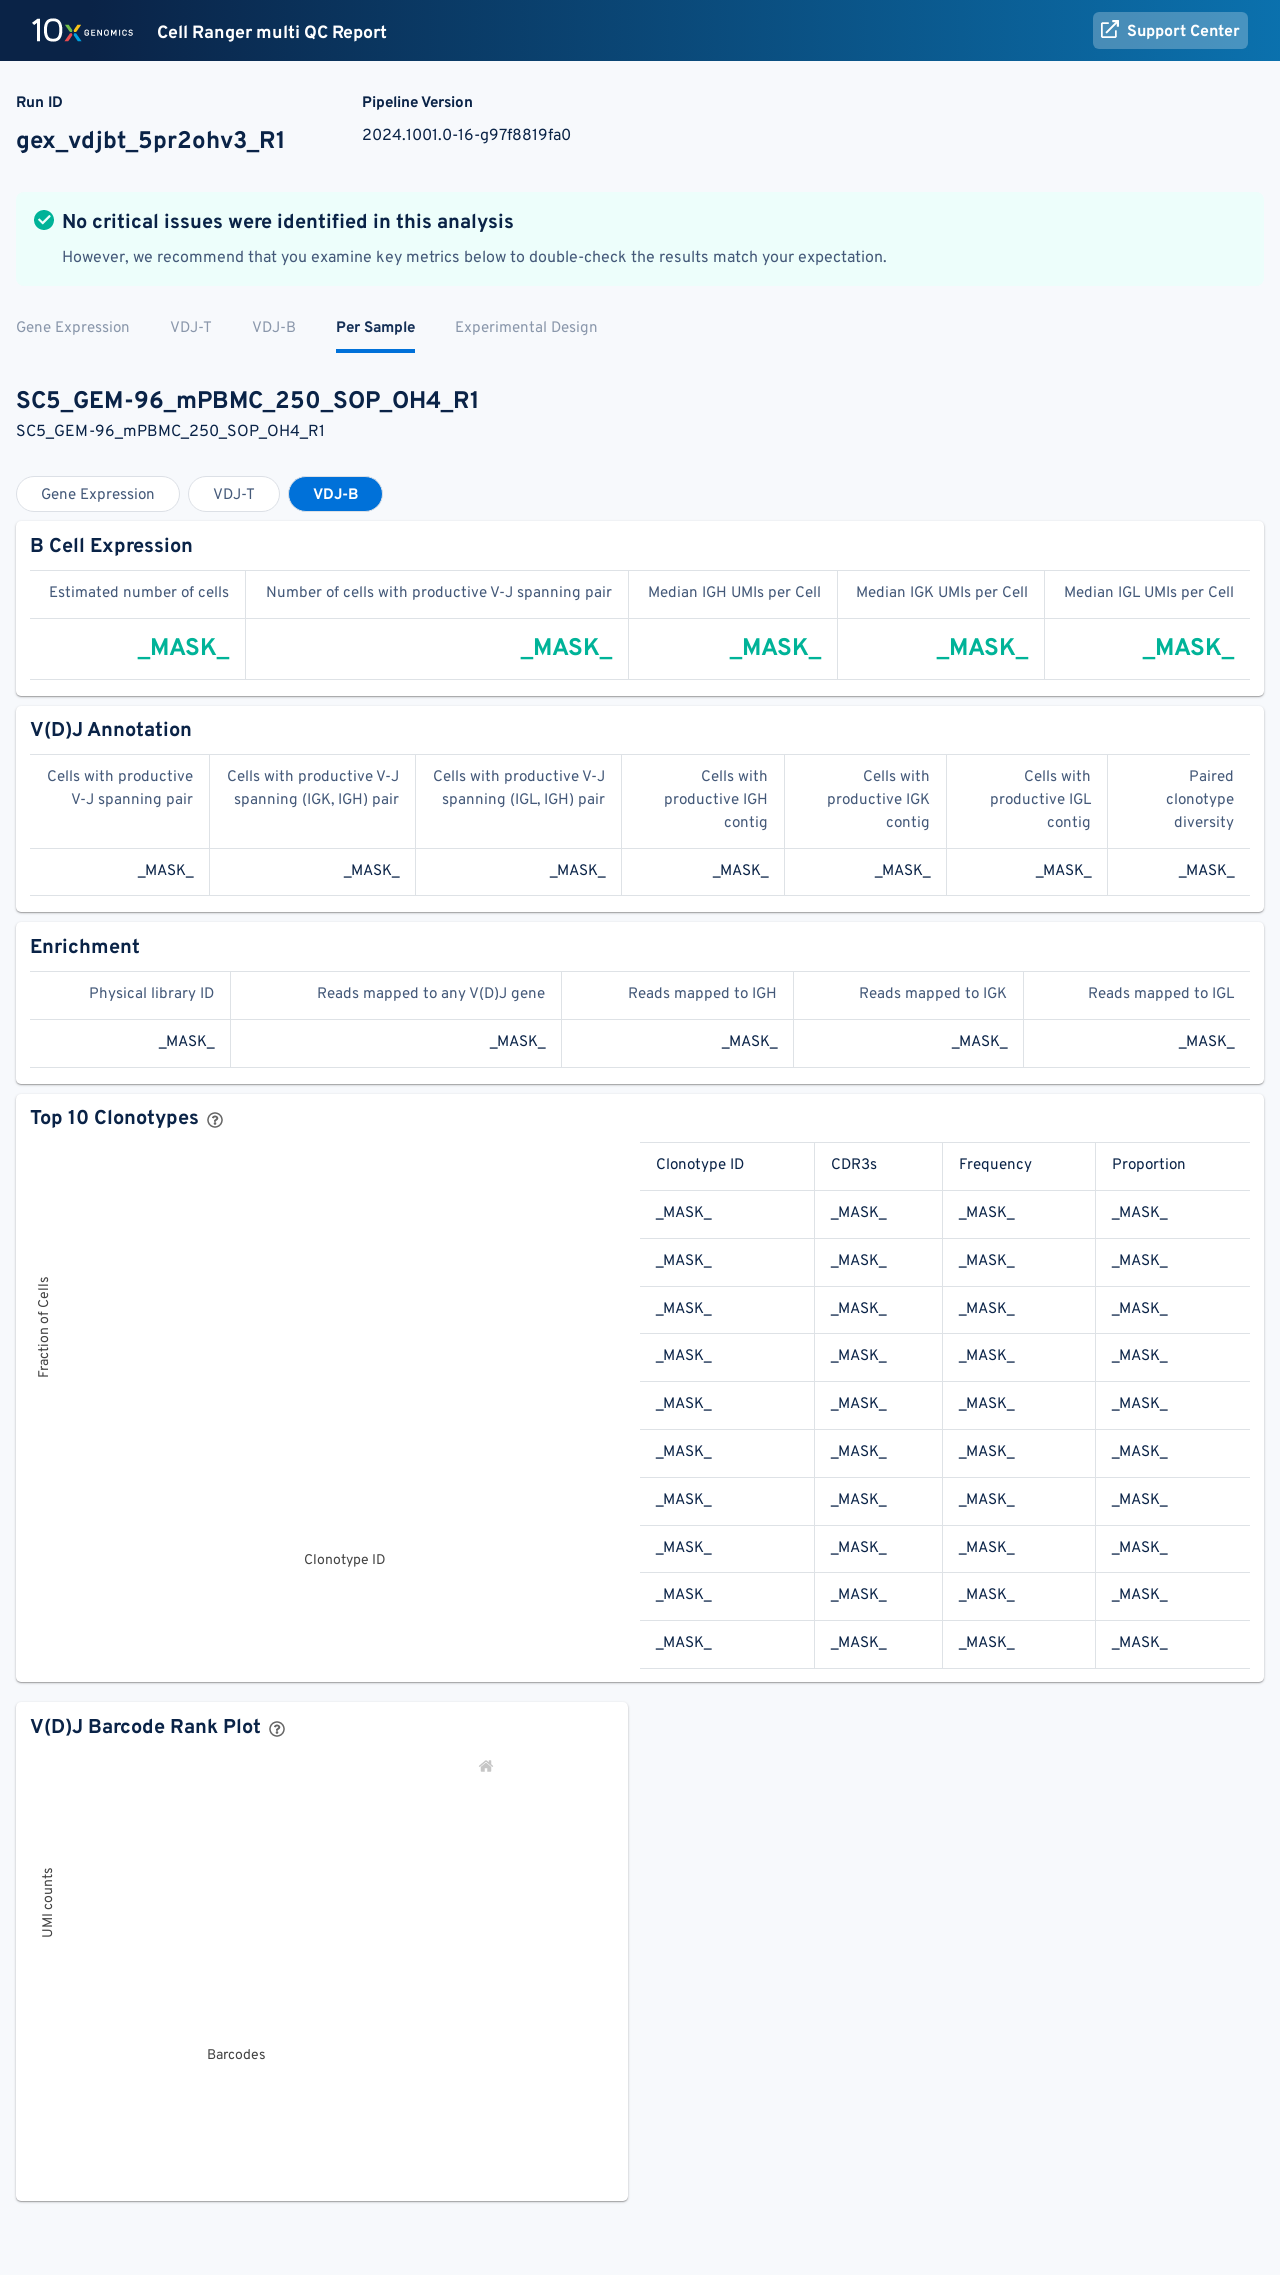 10x GENOMICS Cell Ranger multi QC Report Support Center
Run ID Pipeline Version
gex_vdjbt_5pr2ohv3_R1 2024.1001.0-16-g97f8819fa0
No critical issues were identified in this analysis
However, we recommend that you examine key metrics below to double-check the results match your expectation.
Gene Expression VDJ-T VDJ-B Per Sample Experimental Design
SC5_GEM-96_mPBMC_250_SOP_OH4_R1
SC5_GEM-96_mPBMC_250_SOP_OH4_R1
Gene Expression VDJ-T VDJ-B
B Cell Expression
Estimated number of cells Number of cells with productive V-J spanning pair Median IGH UMIs per Cell Median IGK UMIs per Cell Median IGL UMIs per Cell
_MASK_ _MASK_ _MASK_ _MASK_ _MASK_
V(D)J Annotation
Cells with productive Cells with productive V-J Cells with productive V-J Cells with Cells with Cells with Paired
V-J spanning pair spanning (IGK, IGH) pair spanning (IGL, IGH) pair productive IGH productive IGK productive IGL clonotype
contig contig contig diversity
_MASK_ _MASK_ _MASK_ _MASK_ _MASK_ _MASK_ _MASK_
Enrichment
Physical library ID Reads mapped to any V(D)J gene Reads mapped to IGH Reads mapped to IGK Reads mapped to IGL
_MASK_ _MASK_ _MASK_ _MASK_ _MASK_
Top 10 Clonotypes ?
Fraction of Cells
Clonotype ID
Clonotype ID CDR3s Frequency Proportion
_MASK_ _MASK_ _MASK_ _MASK_
_MASK_ _MASK_ _MASK_ _MASK_
_MASK_ _MASK_ _MASK_ _MASK_
_MASK_ _MASK_ _MASK_ _MASK_
_MASK_ _MASK_ _MASK_ _MASK_
_MASK_ _MASK_ _MASK_ _MASK_
_MASK_ _MASK_ _MASK_ _MASK_
_MASK_ _MASK_ _MASK_ _MASK_
_MASK_ _MASK_ _MASK_ _MASK_
_MASK_ _MASK_ _MASK_ _MASK_
V(D)J Barcode Rank Plot ?
UMI counts
Barcodes